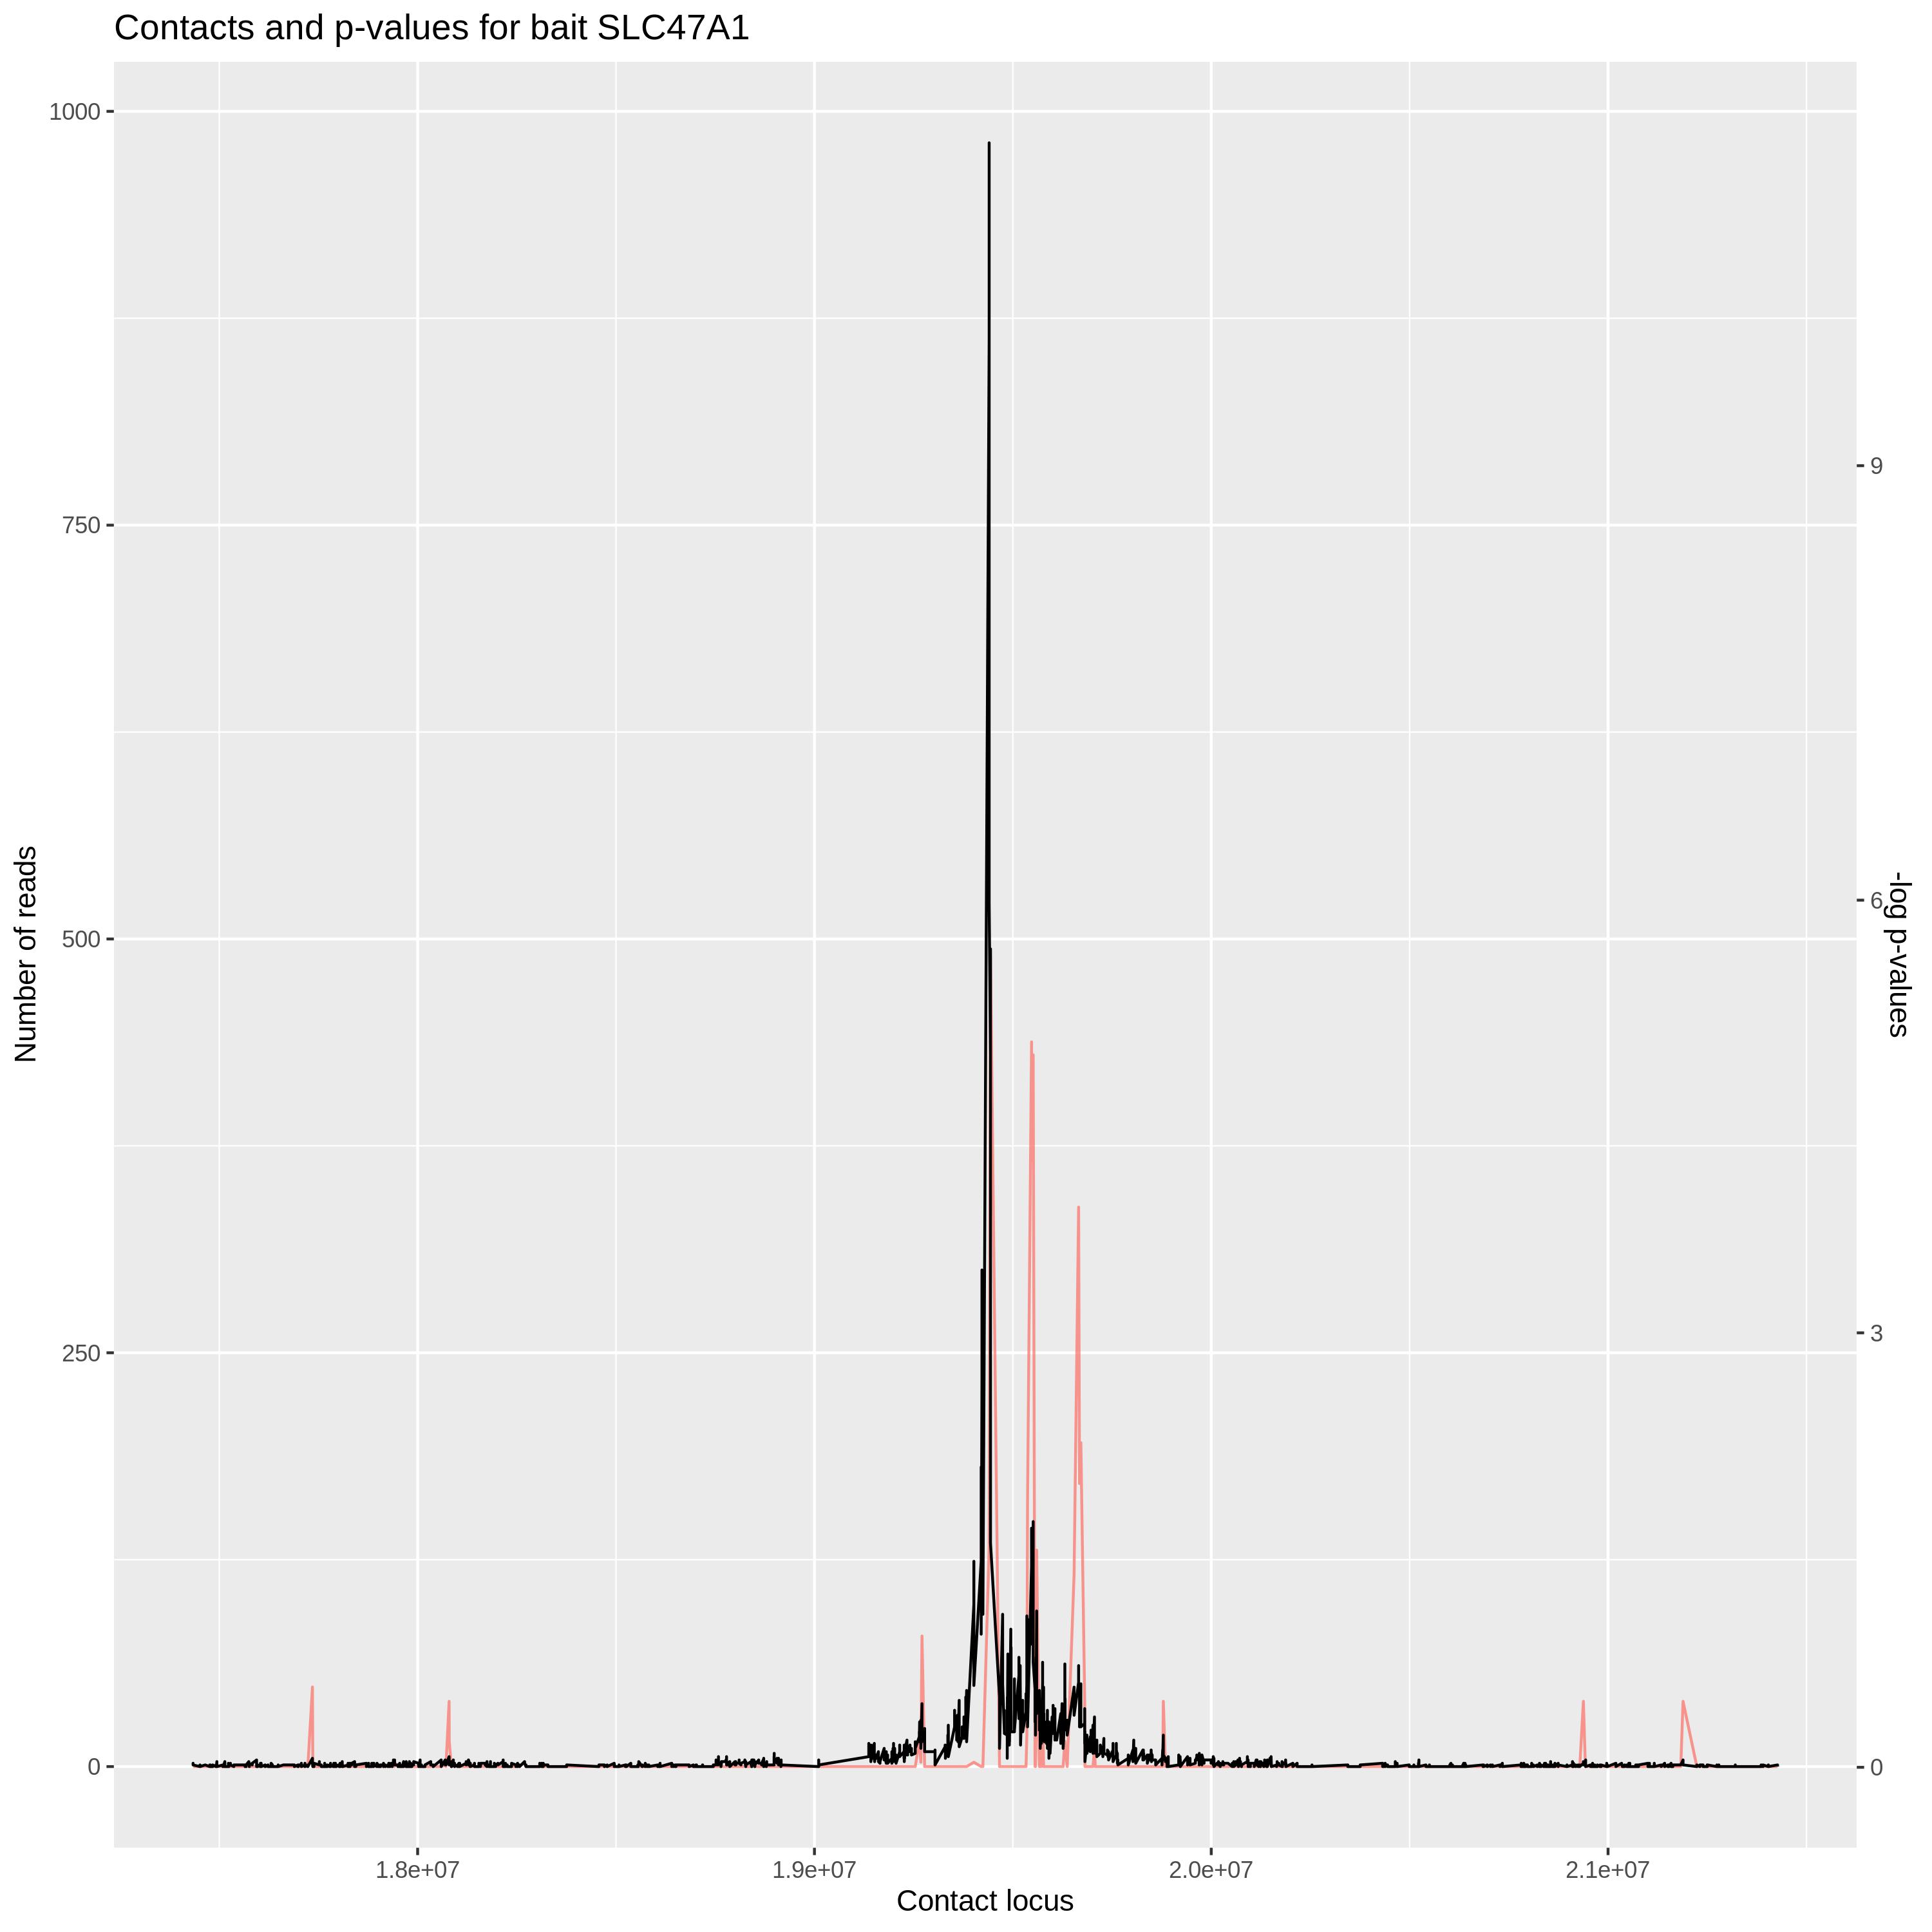 Contacts and p-values for bait SLC47A1
1000
750
500
250
0
Number of reads
9
6
3
0
-log p-values
1.8e+07
1.9e+07
2.0e+07
2.1e+07
Contact locus